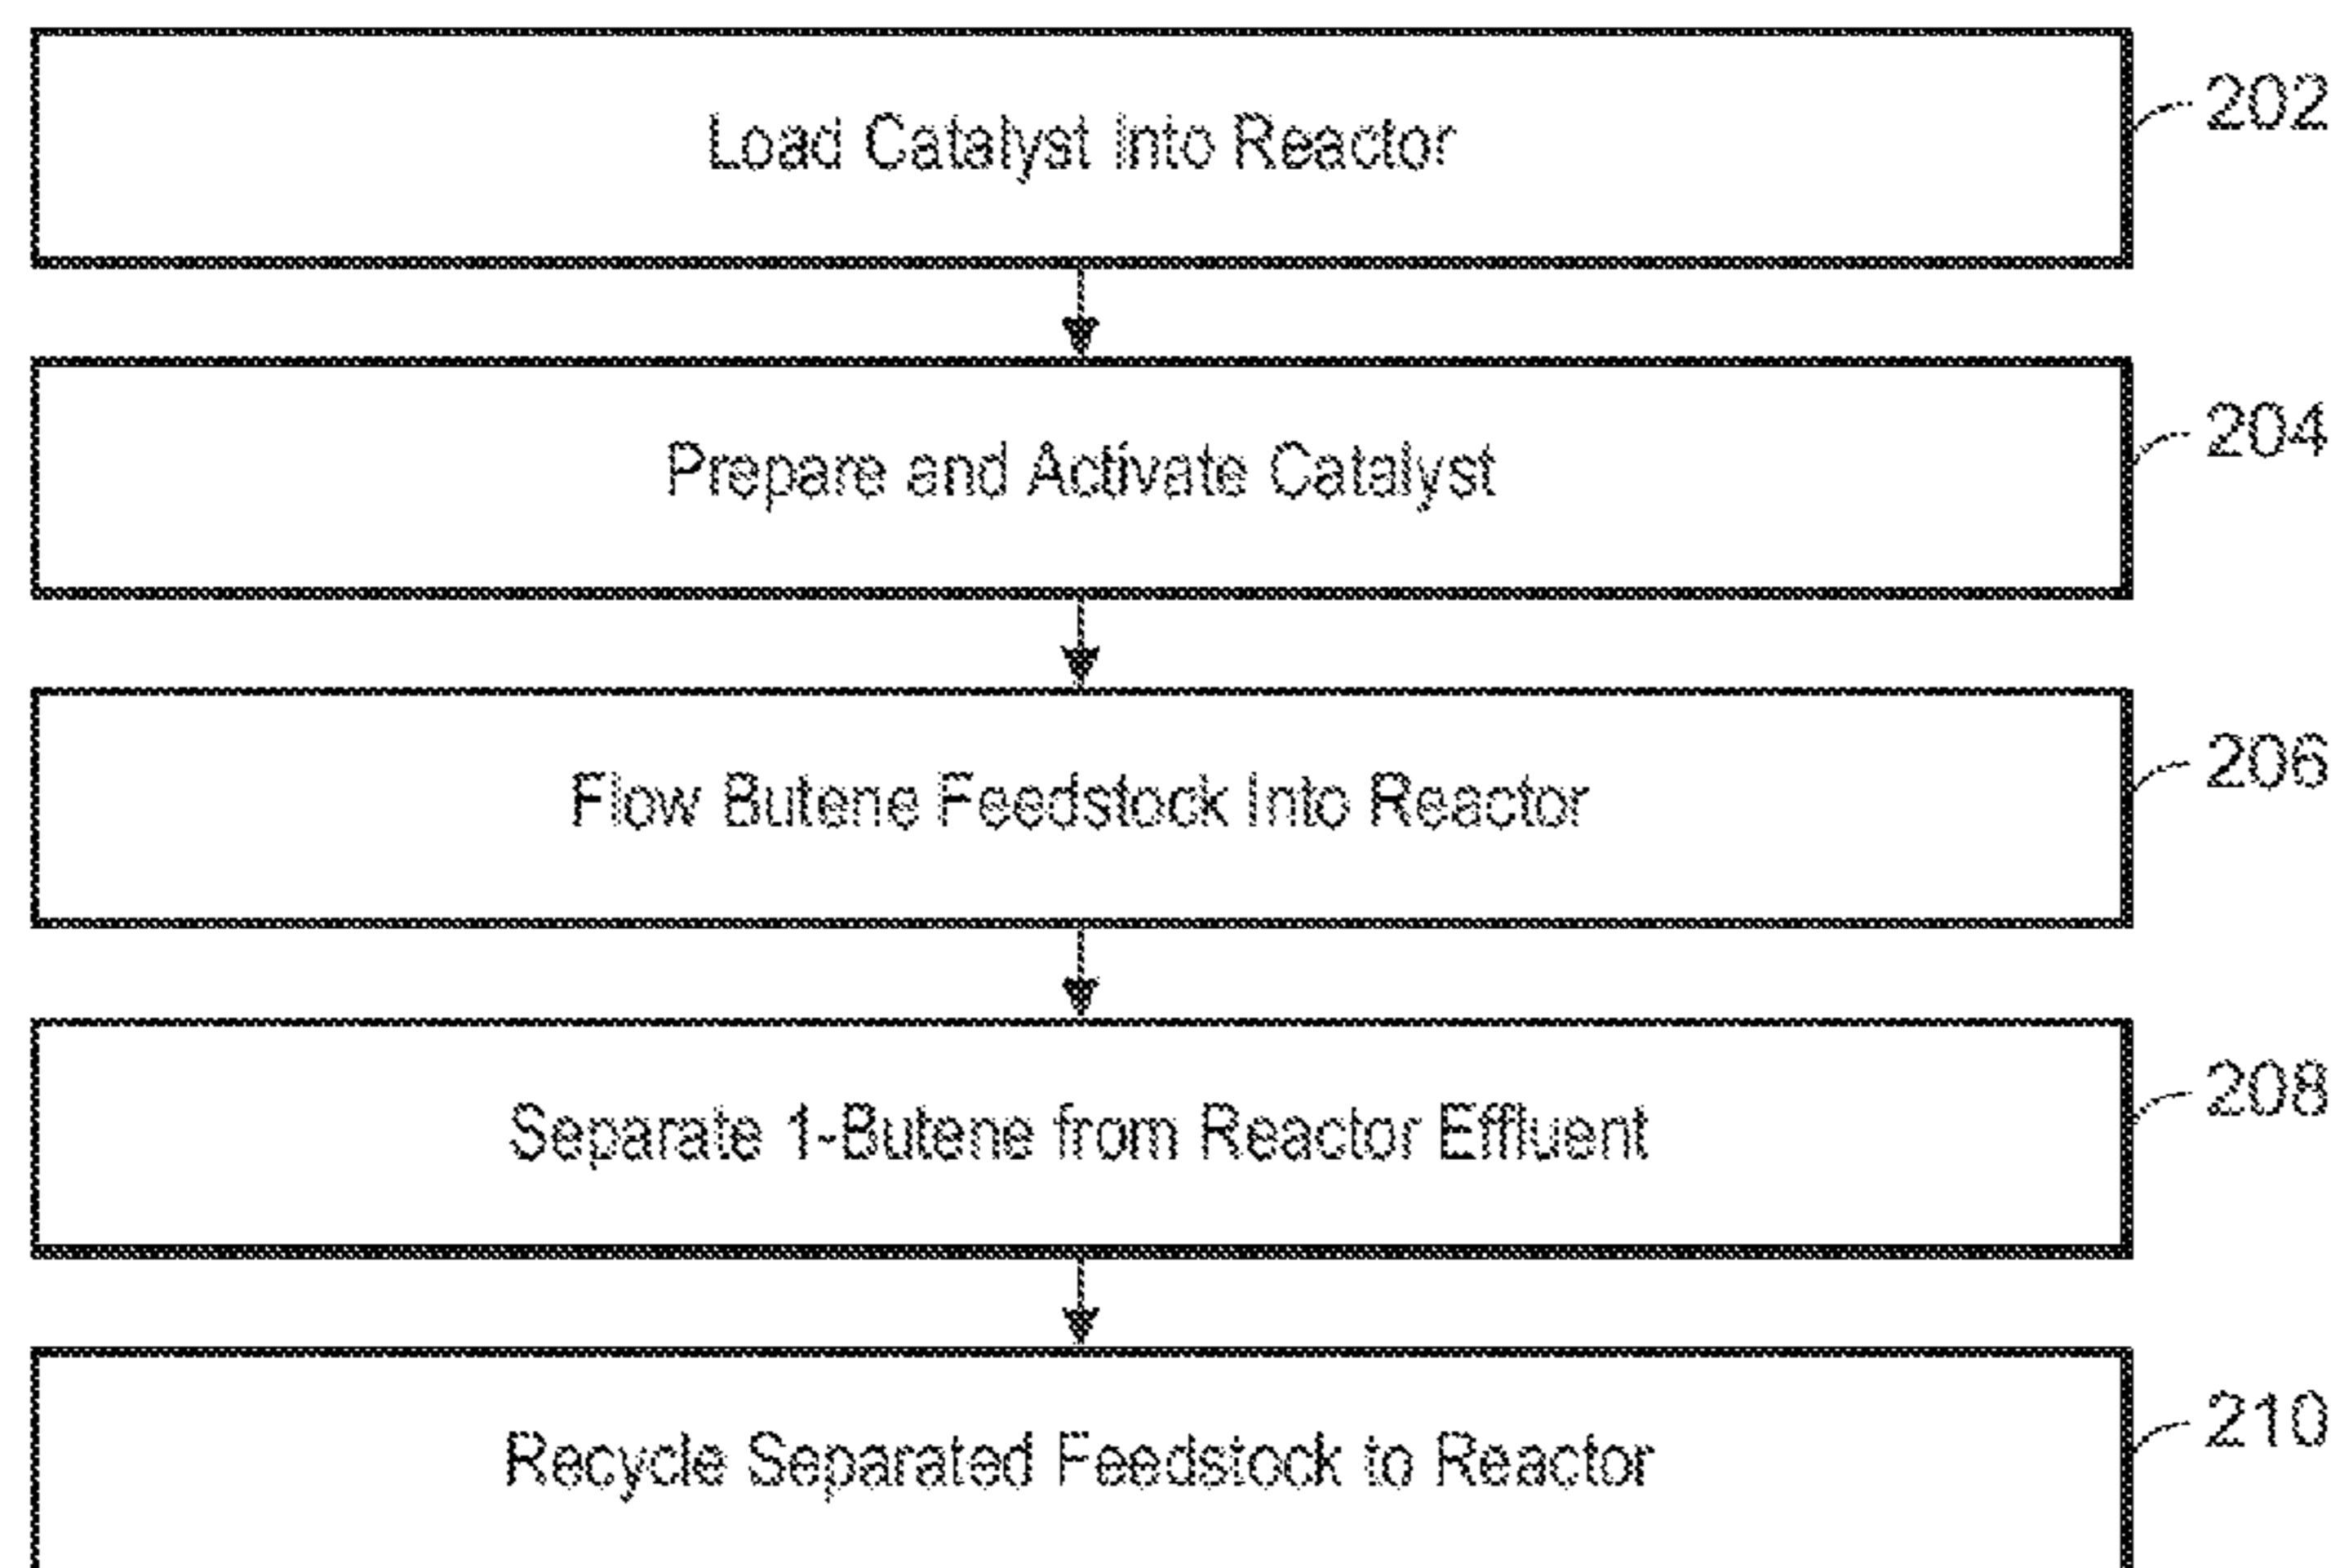 Load Catalyst Into Reactor 202
Prepare and Activate Catalyst 204
Flow Butene Feedstock Into Reactor 206
Separate 1-Butene from Reactor Effluent 208
Recycle Separated Feedstock to Reactor 210